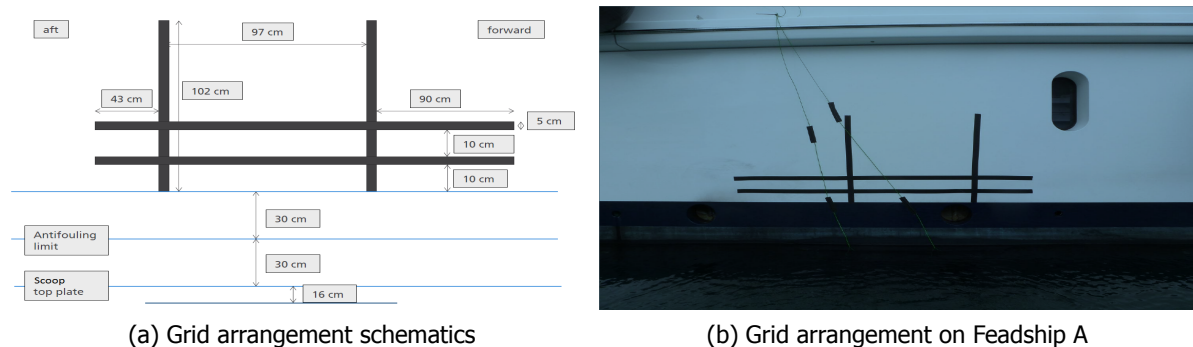 aft
97 cm
forward
43 cm
102 cm
90 cm
5 cm
10 cm
10 cm
30 cm
Antifouling
limit
30 cm
Scoop
top plate
16 cm
(a) Grid arrangement schematics
(b) Grid arrangement on Feadship A